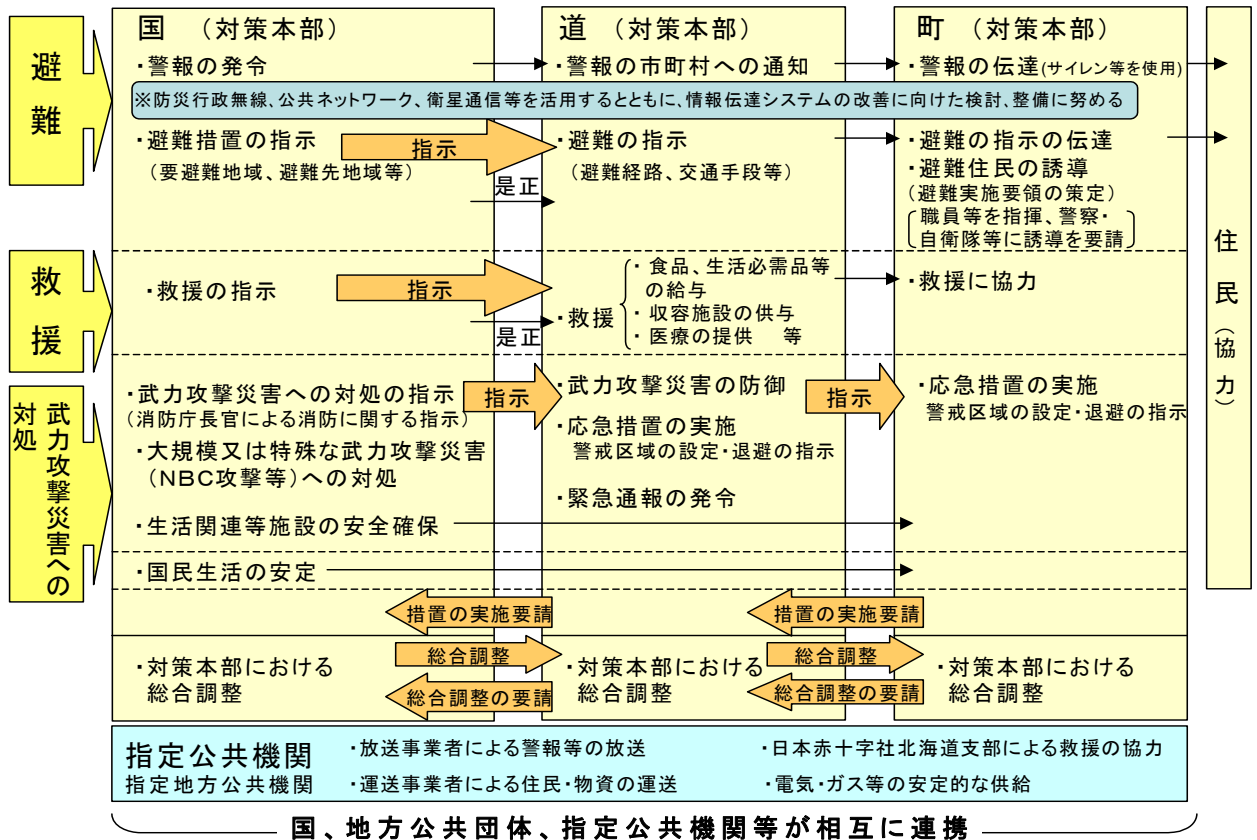 避難
国 (対策本部)
・警報の発令
道 (対策本部)
・警報の市町村への通知
町 (対策本部)
・警報の伝達(サイレン等を使用)
※防災行政無線、公共ネットワーク、衛星通信等を活用するとともに、情報伝達システムの改善に向けた検討、整備に努める
・避難措置の指示
(要避難地域、避難先地域等)
指示
是正
・避難の指示
(避難経路、交通手段等)
・避難の指示の伝達
・避難住民の誘導
(避難実施要領の策定)
職員等を指揮、警察・
自衛隊等に誘導を要請
救援
・救援の指示
指示
是正
・救援
・食品、生活必需品等
の給与
・収容施設の供与
・医療の提供 等
・救援に協力
武力攻撃災害への
対処
・武力攻撃災害への対処の指示
(消防庁長官による消防に関する指示)
・大規模又は特殊な武力攻撃災害
(NBC攻撃等)への対処
・生活関連等施設の安全確保
指示
・武力攻撃災害の防御
・応急措置の実施
警戒区域の設定・退避の指示
・緊急通報の発令
指示
・応急措置の実施
警戒区域の設定・退避の指示
・国民生活の安定
措置の実施要請
措置の実施要請
・対策本部における
総合調整
総合調整
総合調整の要請
・対策本部における
総合調整
総合調整
総合調整の要請
・対策本部における
総合調整
住民(協力)
指定公共機関
指定地方公共機関
・放送事業者による警報等の放送
・日本赤十字社北海道支部による救援の協力
・運送事業者による住民・物資の運送
・電気・ガス等の安定的な供給
国、地方公共団体、指定公共機関等が相互に連携